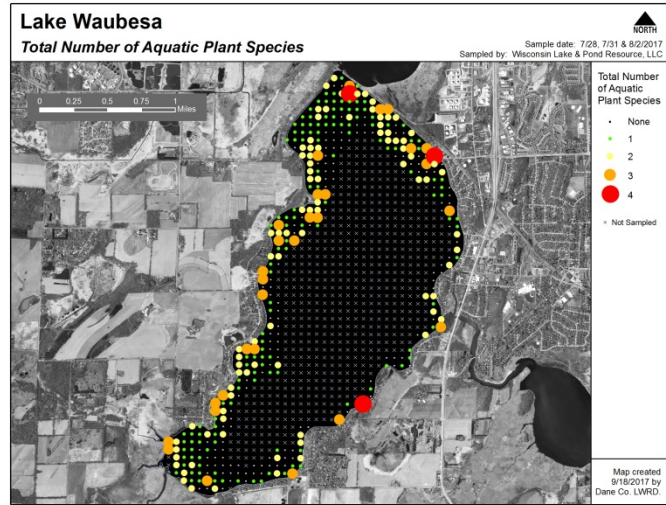 Lake Waubesa
Total Number of Aquatic Plant Species
NORTH
Sample date: 7/28, 7/31 & 8/2/2017
Sampled by: Wisconsin Lake & Pond Resource, LLC
0 0.25 0.5 0.75 1
Miles
Total Number
of Aquatic
Plant Species
None
1
2
3
4
Not Sampled
Map created
9/18/2017 by
Dane Co. LWRD.